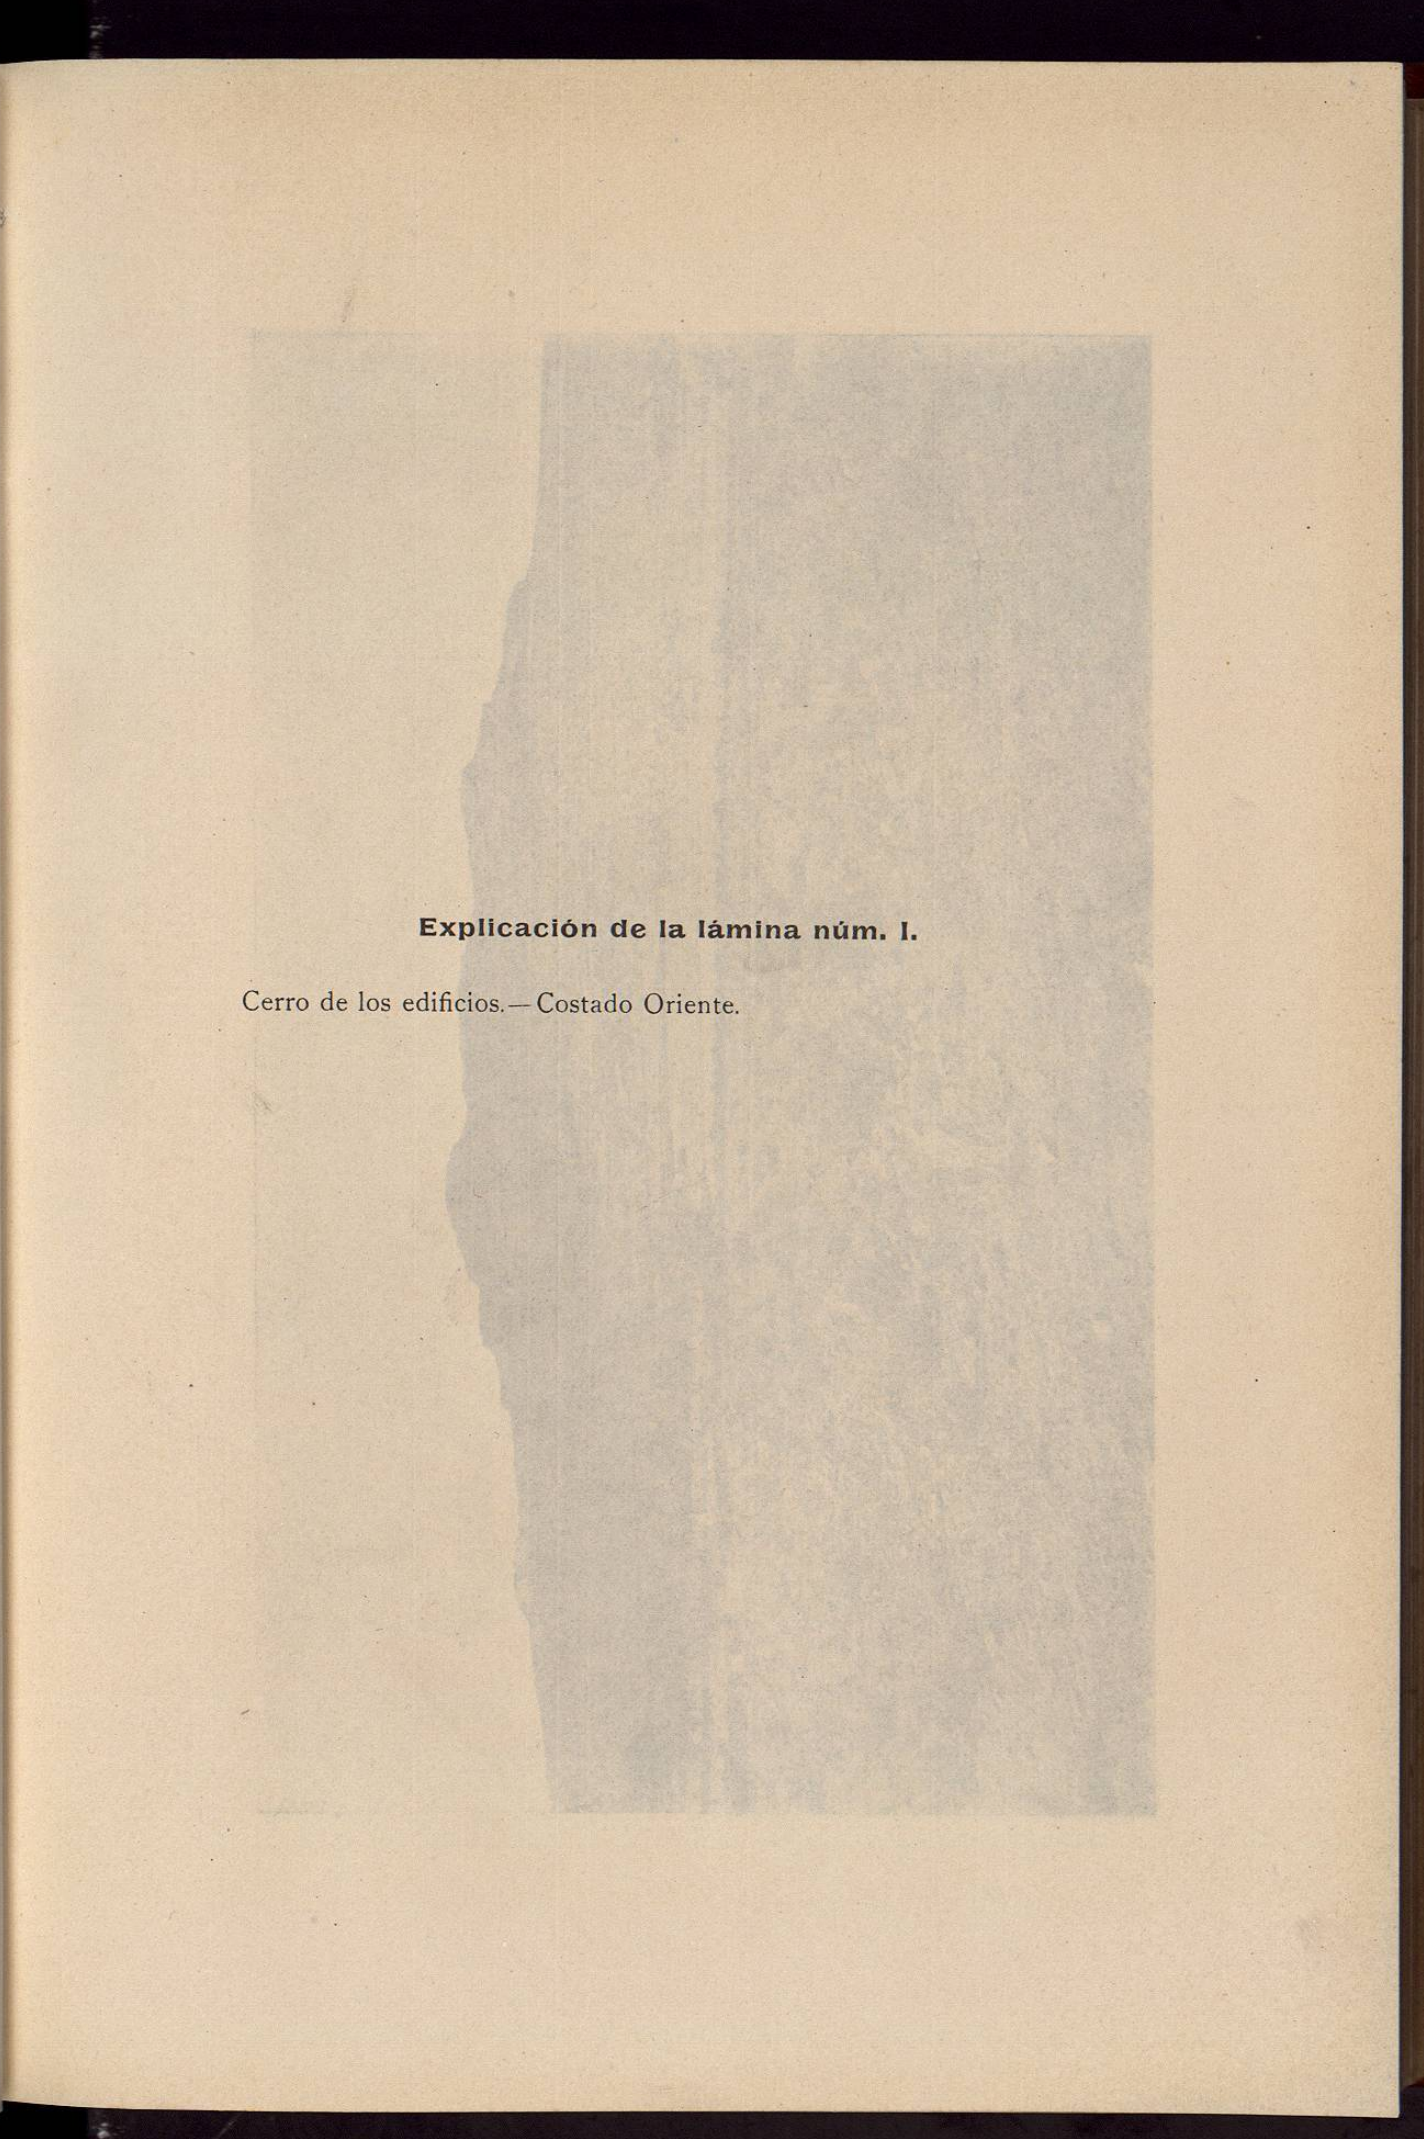 Explicación de la lámina núm. I.
Cerro de los edificios.—Costado Oriente.